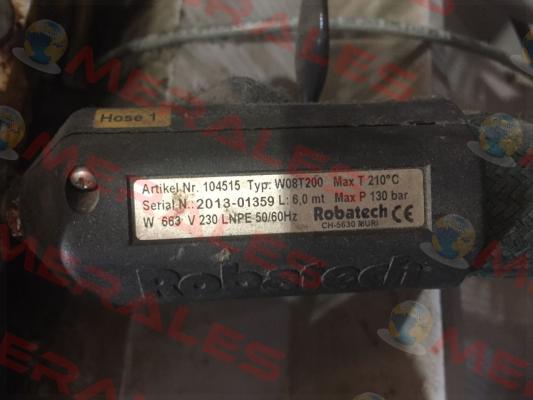 MERALES
Hose 1
Artikel Nr. 104515 Typ: W08T200 Max T 210°C
Serial N.: 2013-01359 L: 6,0 mt Max P 130 bar
W 663 V 230 LNPE 50/60Hz Robatech CE
CH-5630 MURI
Robatech
MERALES
MERALES